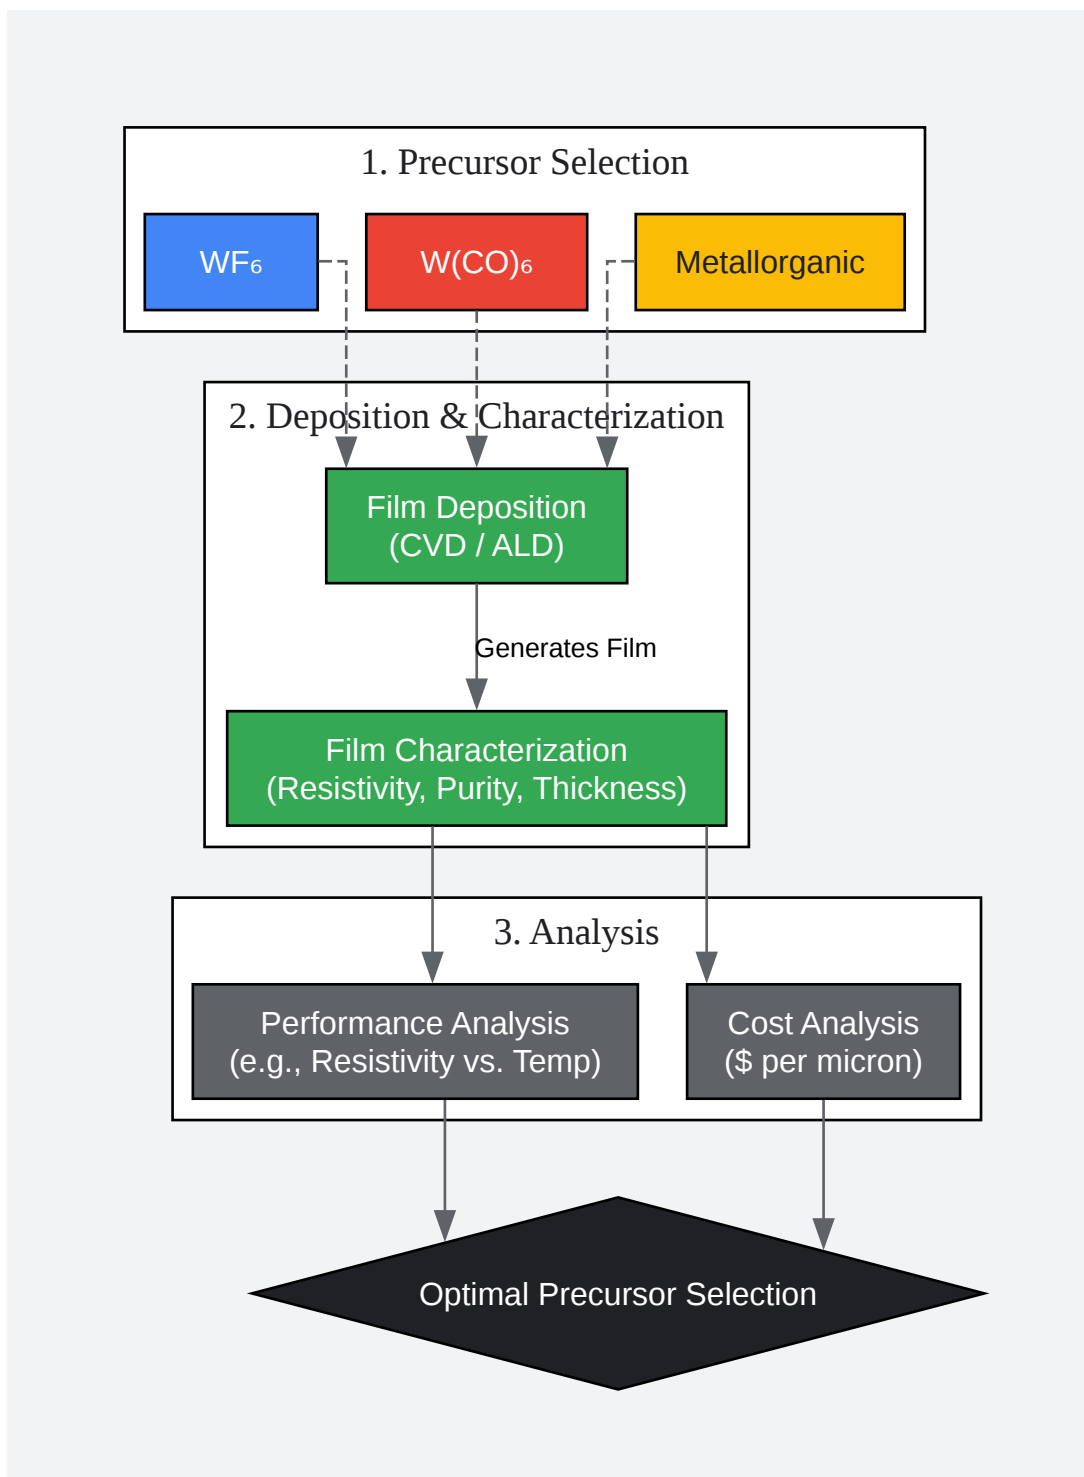 1. Precursor Selection
WF₆
W(CO)₆
Metallorganic
2. Deposition & Characterization
Film Deposition
(CVD / ALD)
Generates Film
Film Characterization
(Resistivity, Purity, Thickness)
3. Analysis
Performance Analysis
(e.g., Resistivity vs. Temp)
Cost Analysis
($ per micron)
Optimal Precursor Selection